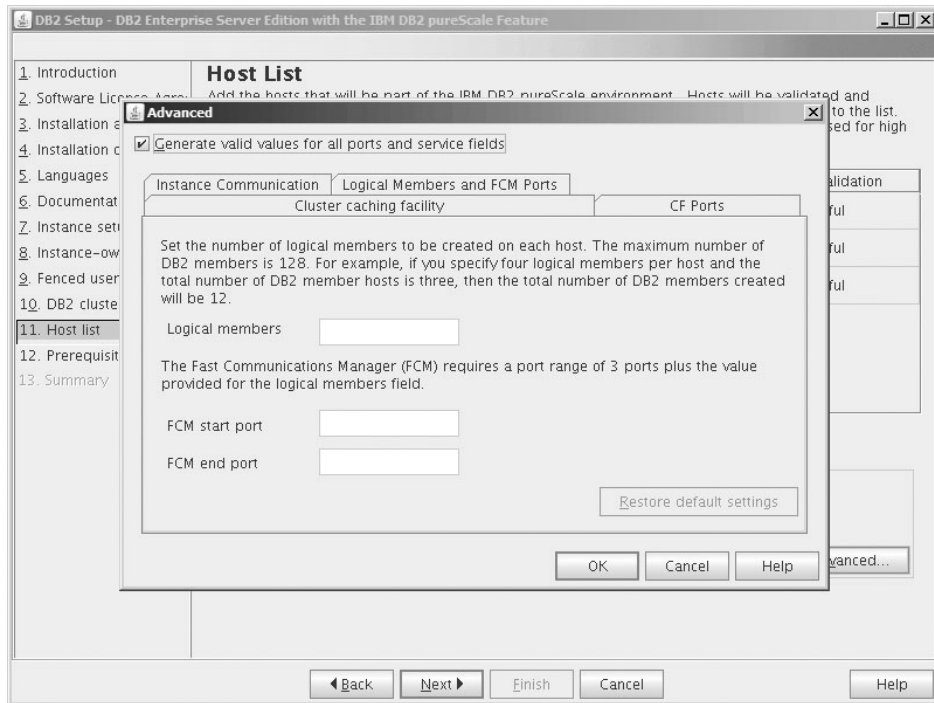 DB2 Setup - DB2 Enterprise Server Edition with the IBM DB2 pureScale Feature
1. Introduction
2. Software Licence Agre
3. Installation a
4. Installation c
5. Languages
6. Documentat
7. Instance set
8. Instance-ow
9. Fenced user
10. DB2 cluste
11. Host list
12. Prerequisit
13. Summary
Host List
Add the hosts that will be part of the IBM DB2 pureScale environment. Hosts will be validated and
to the list.
sed for high
alidation
ful
ful
ful
Advanced
Generate valid values for all ports and service fields
Instance Communication
Logical Members and FCM Ports
Cluster caching facility
CF Ports
Set the number of logical members to be created on each host. The maximum number of
DB2 members is 128. For example, if you specify four logical members per host and the
total number of DB2 member hosts is three, then the total number of DB2 members created
will be 12.
Logical members
The Fast Communications Manager (FCM) requires a port range of 3 ports plus the value
provided for the logical members field.
FCM start port
FCM end port
Restore default settings
OK
Cancel
Help
vanced...
Back
Next
Finish
Cancel
Help